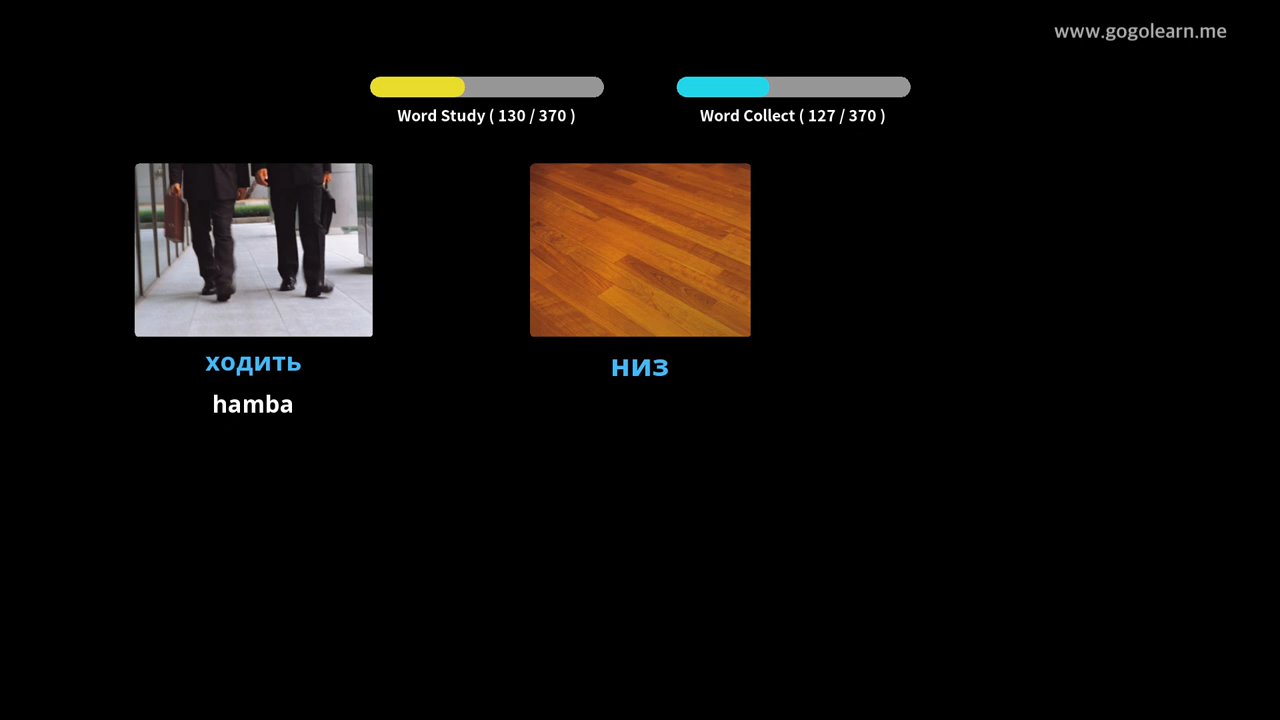 www.gogolearn.me
Word Study ( 130 / 370 )
Word Collect ( 127 / 370 )
ходить
hamba
низ